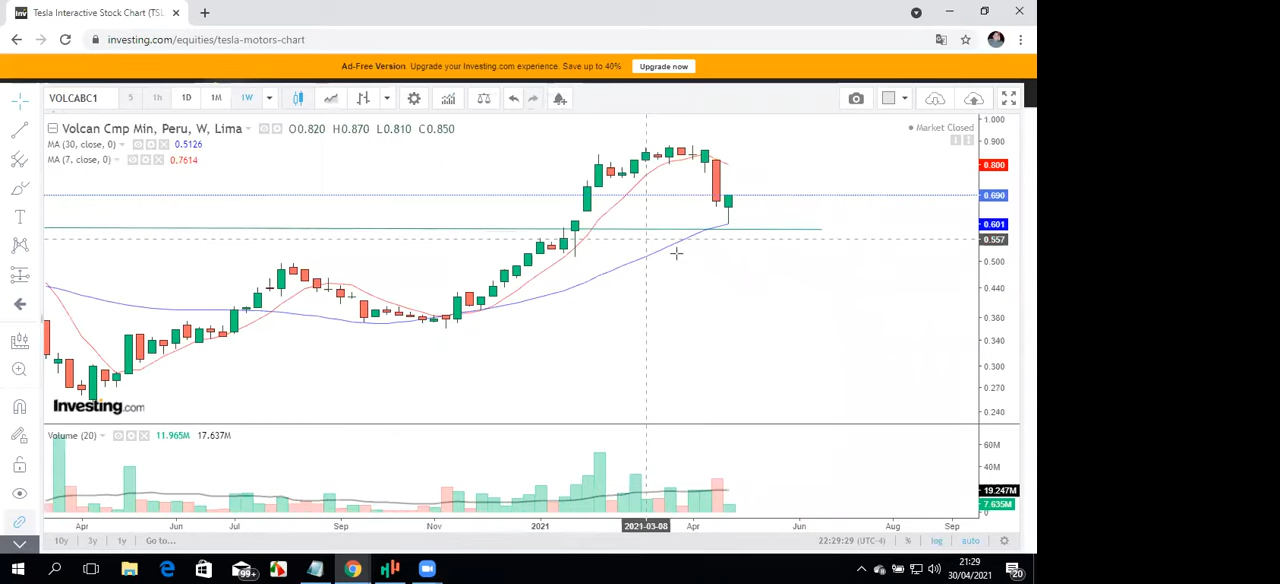 Tesla Interactive Stock Chart (TSL
investing.com/equities/tesla-motors-chart
Ad-Free Version. Upgrade your Investing.com experience. Save up to 40% Upgrade now
VOLCABC1 5 1h 1D 1M 1W
Volcan Cmp Min, Peru, W, Lima O0.820 H0.870 L0.810 C0.850
Market Closed
MA (30, close, 0) 0.5126
MA (7, close, 0) 0.7614
1.000
0.900
0.800
0.690
0.601
0.557
0.500
0.440
0.380
0.340
0.300
0.270
0.240
Investing.com
Volume (20) 11.965M 17.637M
60M
40M
19.247M
7.635M
Apr Jun Jul Sep Nov 2021 2021-03-08 Apr Jun Aug Sep
10y 3y 1y Go to... 22:29:29 (UTC-4) % log auto
99+
21:29
30/04/2021
20